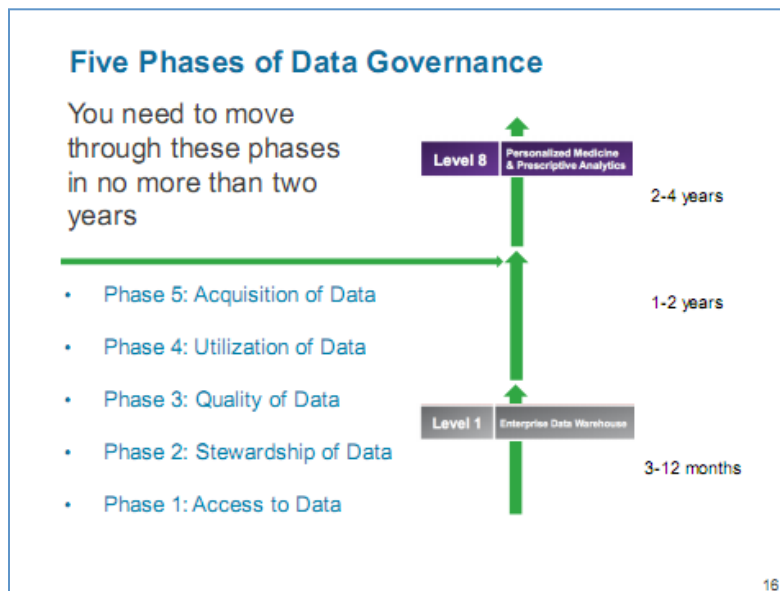 Five Phases of Data Governance
You need to move
through these phases
in no more than two
years
Level 8
Personalized Medicine
& Prescriptive Analytics
2-4 years
• Phase 5: Acquisition of Data
1-2 years
• Phase 4: Utilization of Data
• Phase 3: Quality of Data
Level 1
Enterprise Data Warehouse
• Phase 2: Stewardship of Data
3-12 months
• Phase 1: Access to Data
16